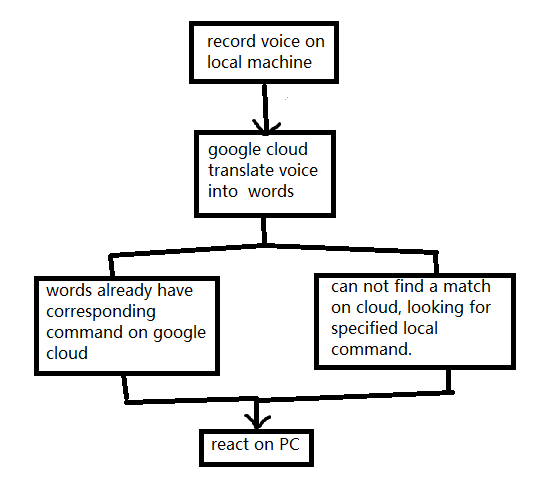 record voice on
local machine
google cloud
translate voice
into words
words already have
corresponding
command on google
cloud
can not find a match
on cloud, looking for
specified local
command.
react on PC